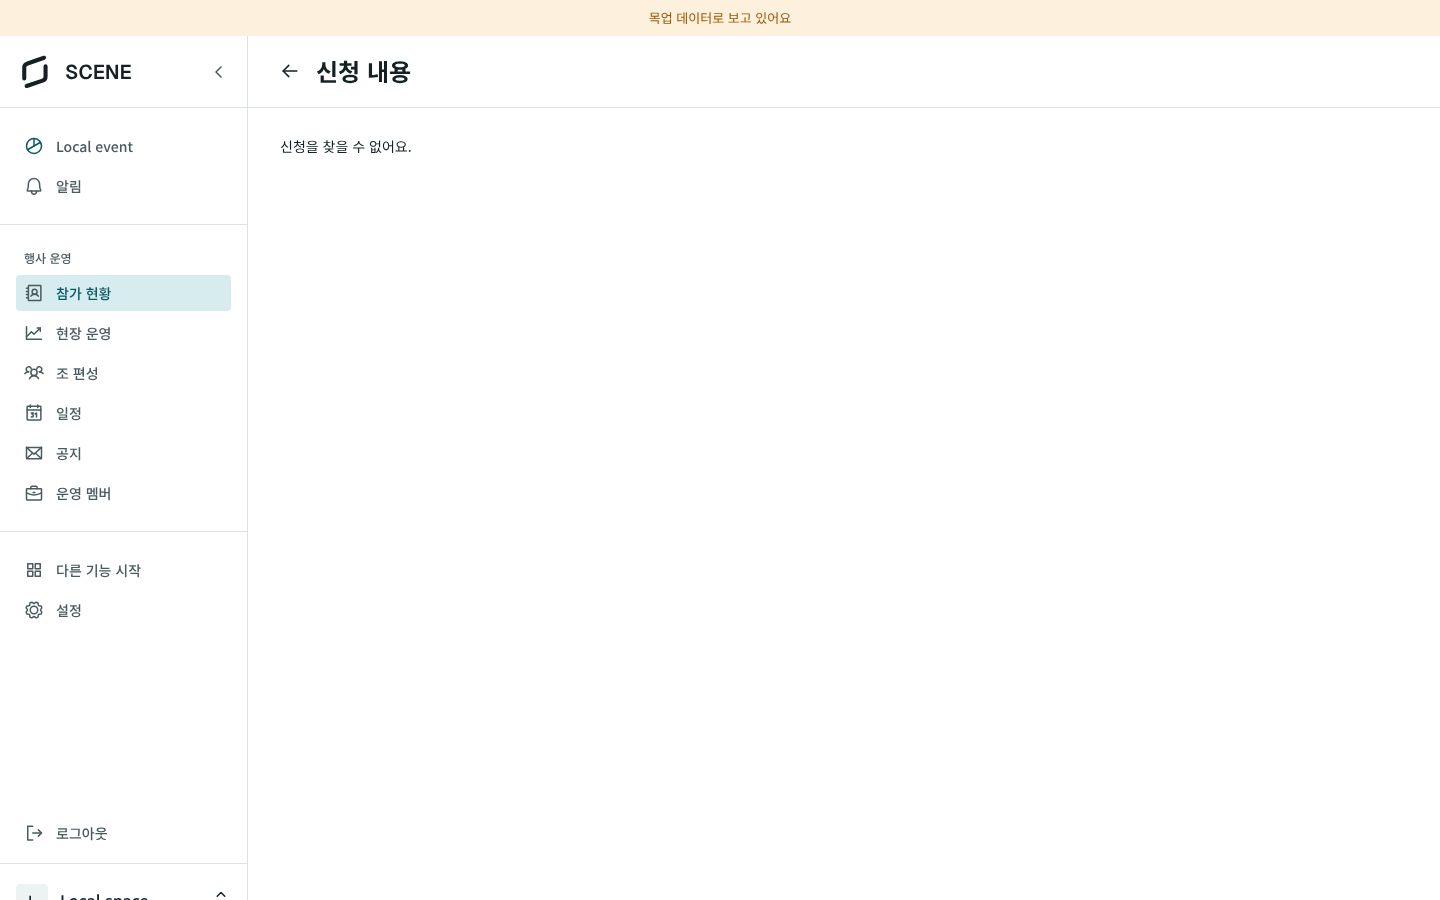 목업 데이터로 보고 있어요
SCENE
신청 내용
Local event
알림
신청을 찾을 수 없어요.
행사 운영
참가 현황
현장 운영
조 편성
일정
31
공지
운영 멤버
다른 기능 시작
설정
로그아웃
Local space